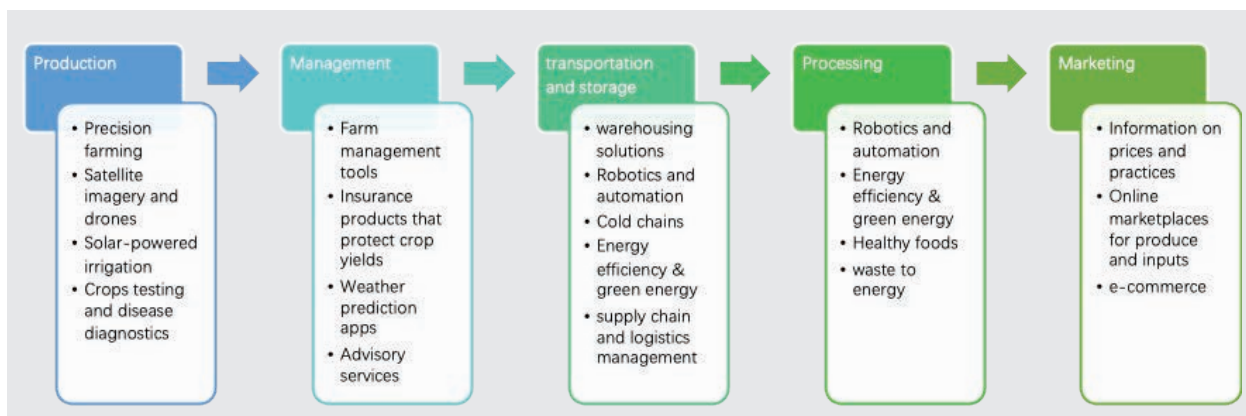 Production
• Precision
farming
• Satellite
imagery and
drones
• Solar-powered
irrigation
• Crops testing
and disease
diagnostics
Management
• Farm
management
tools
• Insurance
products that
protect crop
yields
• Weather
prediction
apps
• Advisory
services
transportation
and storage
• warehousing
solutions
• Robotics and
automation
• Cold chains
• Energy
efficiency &
green energy
• supply chain
and logistics
management
Processing
• Robotics and
automation
• Energy
efficiency &
green energy
• Healthy foods
• waste to
energy
Marketing
• Information on
prices and
practices
• Online
marketplaces
for produce
and inputs
• e-commerce